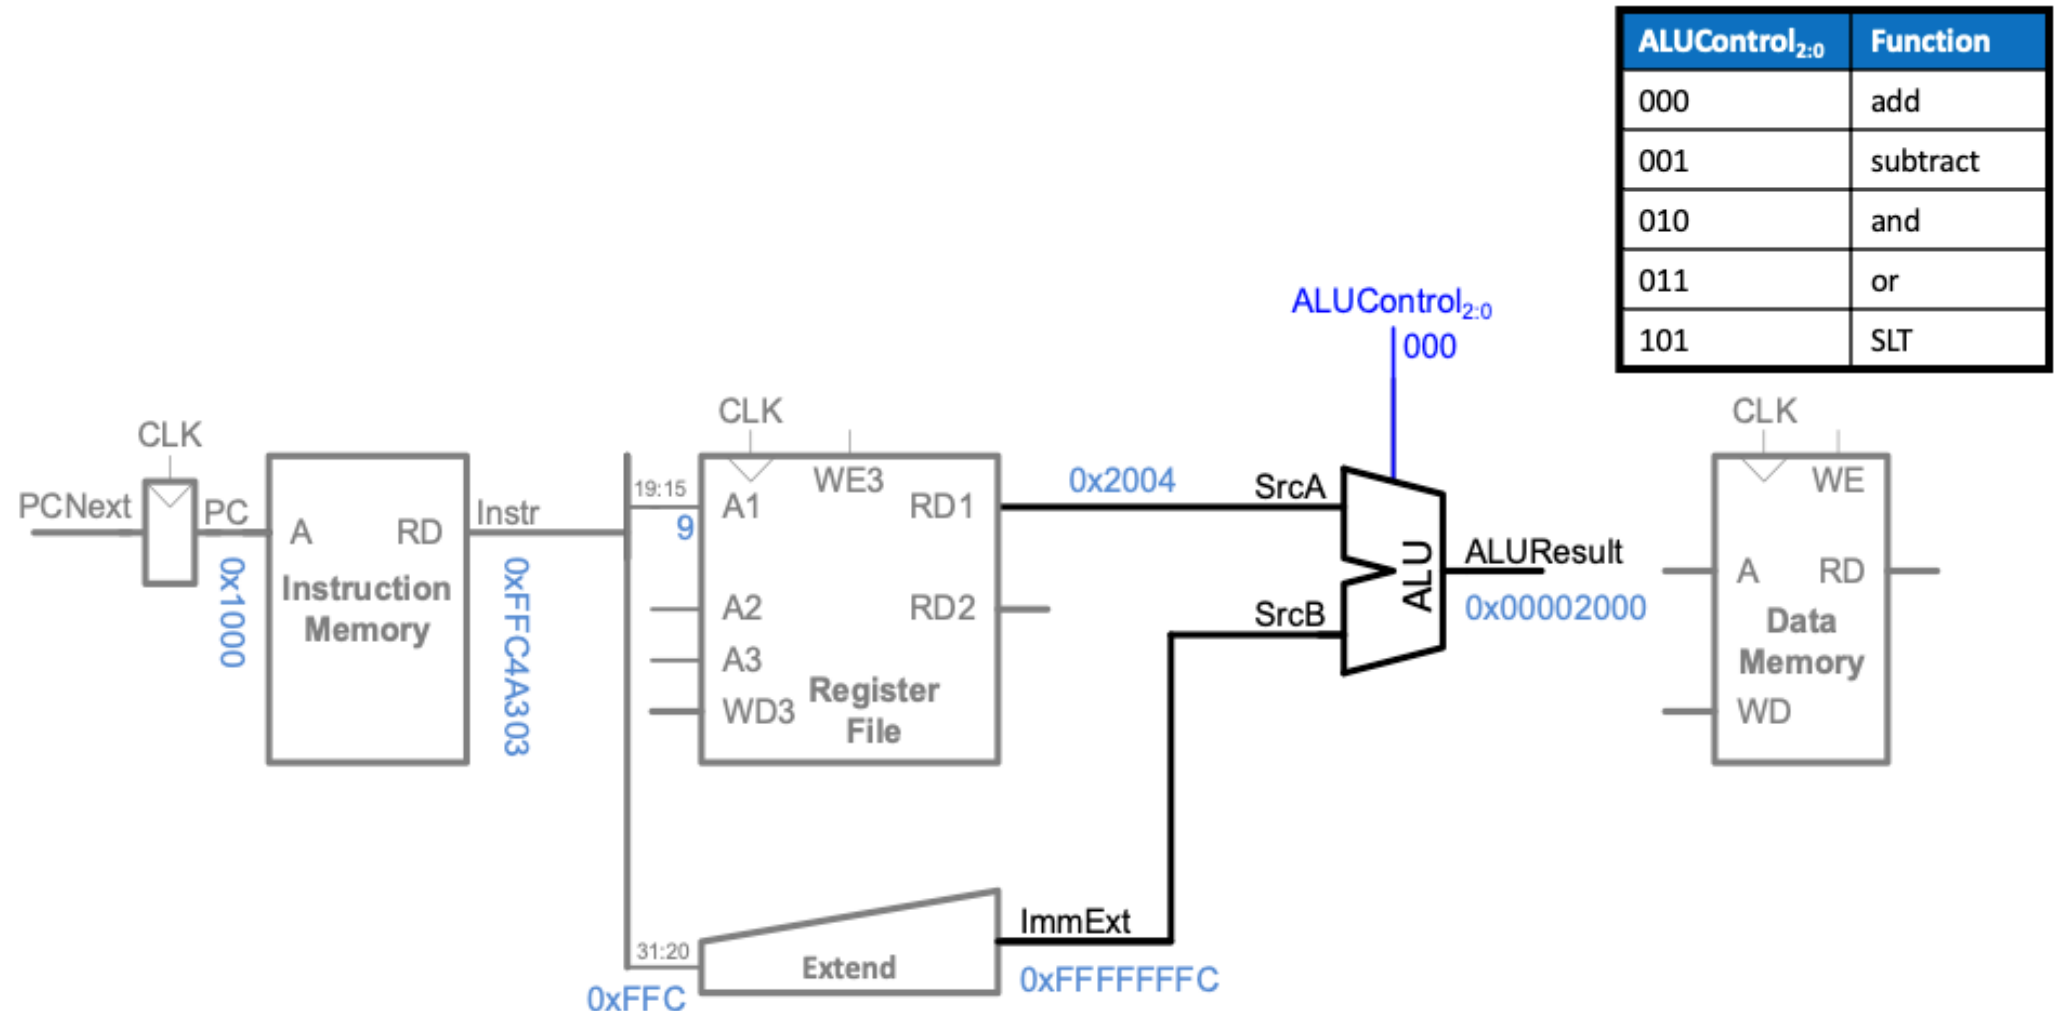 ALUControl2:0 Function
000 add
001 subtract
010 and
011 or
101 SLT
ALUControl2:0
000
CLK
PCNext
PC
0x1000
A RD
Instruction
Memory
Instr
0xFFC4A303
19:15
9
CLK
WE3
A1 RD1
A2 RD2
A3
WD3
Register
File
0x2004
SrcA
SrcB
ALU
ALUResult
0x00002000
CLK
WE
A RD
Data
Memory
WD
31:20
0xFFC
Extend
ImmExt
0xFFFFFFFC